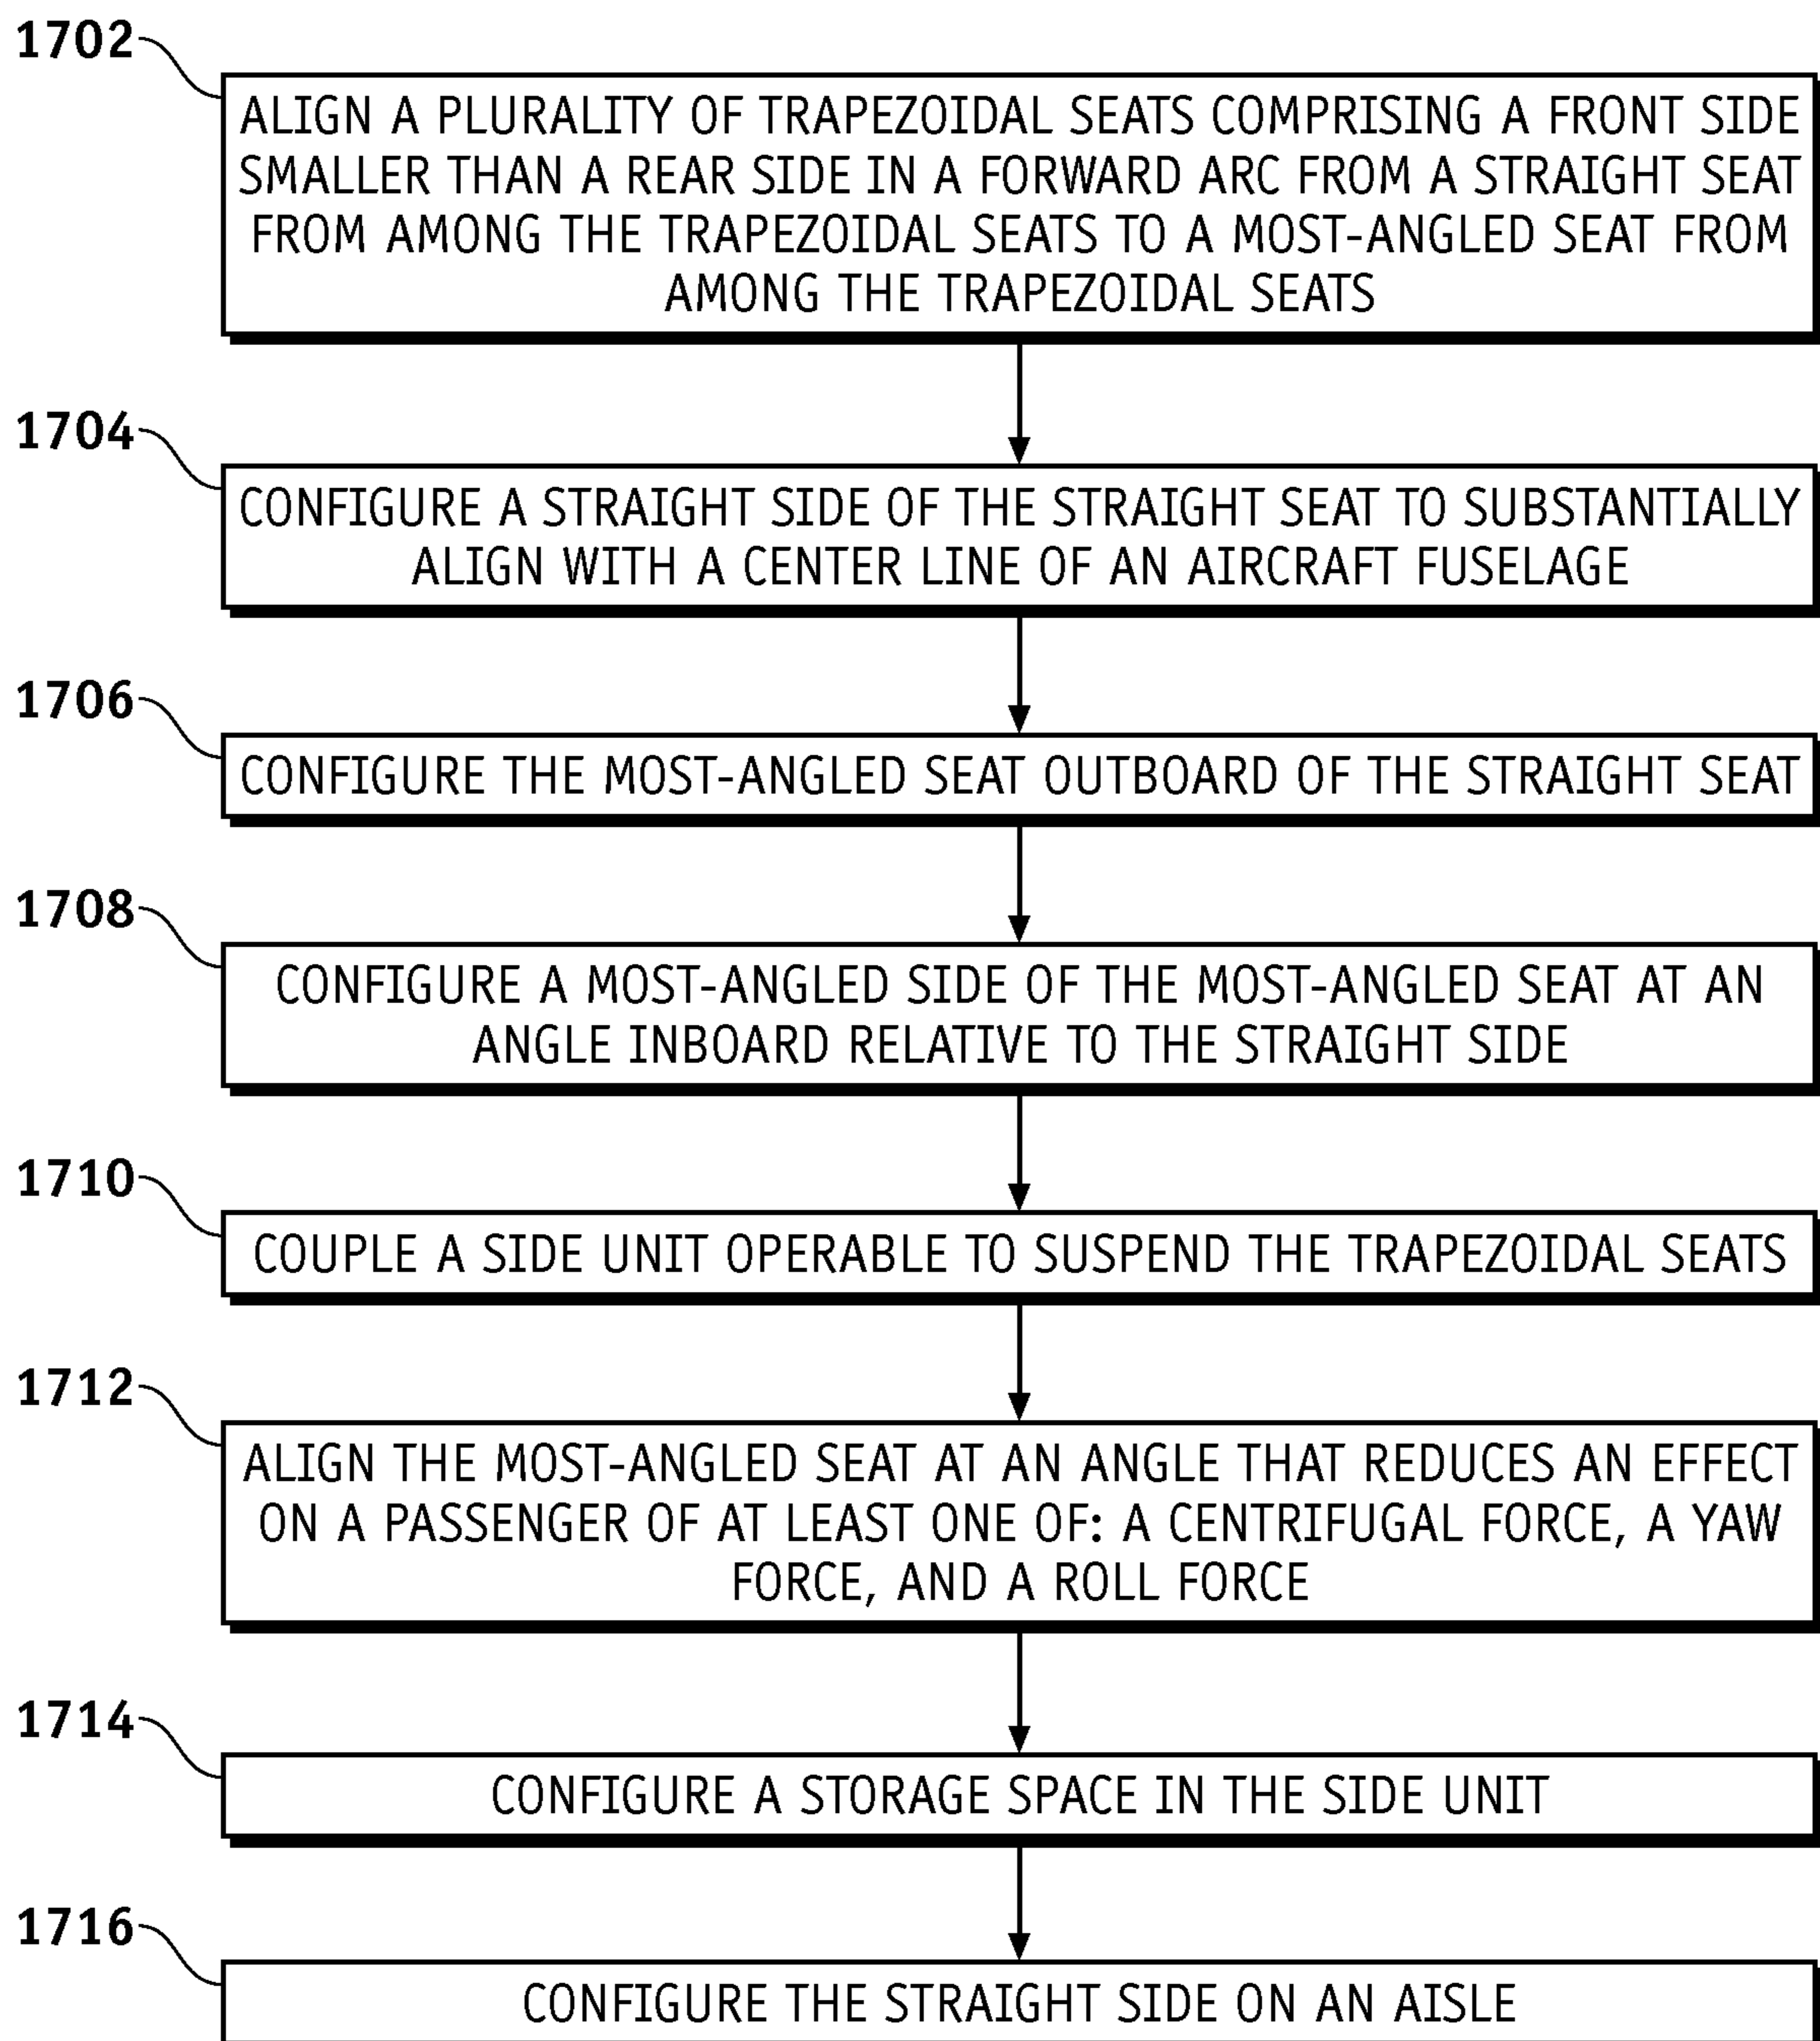 1702
ALIGN A PLURALITY OF TRAPEZOIDAL SEATS COMPRISING A FRONT SIDE
SMALLER THAN A REAR SIDE IN A FORWARD ARC FROM A STRAIGHT SEAT
FROM AMONG THE TRAPEZOIDAL SEATS TO A MOST-ANGLED SEAT FROM
AMONG THE TRAPEZOIDAL SEATS
1704
CONFIGURE A STRAIGHT SIDE OF THE STRAIGHT SEAT TO SUBSTANTIALLY
ALIGN WITH A CENTER LINE OF AN AIRCRAFT FUSELAGE
1706
CONFIGURE THE MOST-ANGLED SEAT OUTBOARD OF THE STRAIGHT SEAT
1708
CONFIGURE A MOST-ANGLED SIDE OF THE MOST-ANGLED SEAT AT AN
ANGLE INBOARD RELATIVE TO THE STRAIGHT SIDE
1710
COUPLE A SIDE UNIT OPERABLE TO SUSPEND THE TRAPEZOIDAL SEATS
1712
ALIGN THE MOST-ANGLED SEAT AT AN ANGLE THAT REDUCES AN EFFECT
ON A PASSENGER OF AT LEAST ONE OF: A CENTRIFUGAL FORCE, A YAW
FORCE, AND A ROLL FORCE
1714
CONFIGURE A STORAGE SPACE IN THE SIDE UNIT
1716
CONFIGURE THE STRAIGHT SIDE ON AN AISLE